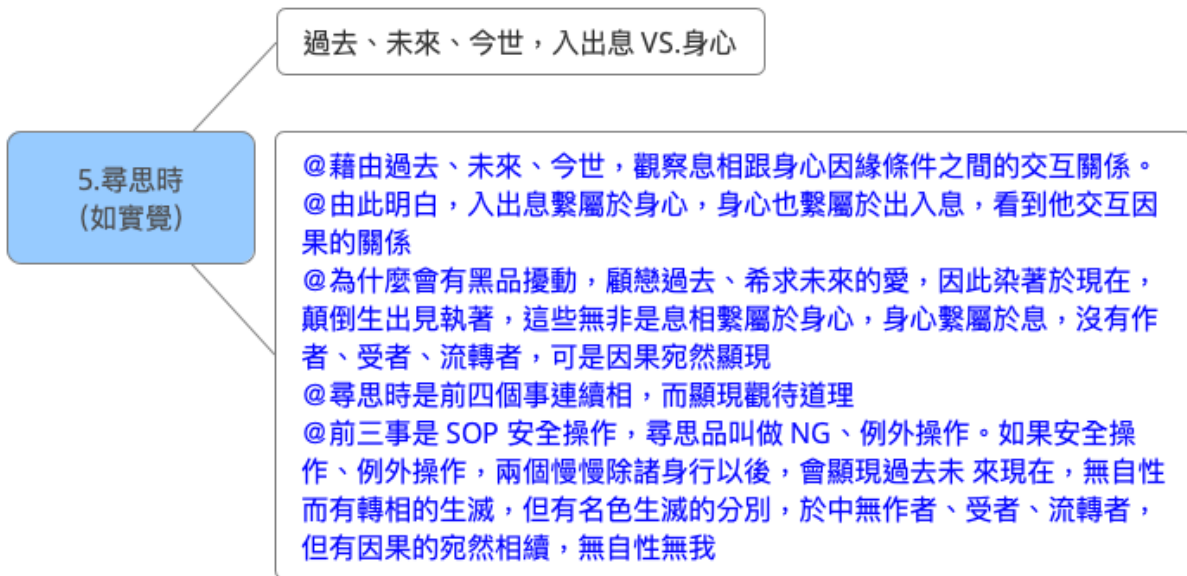 過去、未來、今世，入出息 VS.身心
5.尋思時
(如實覺)
@藉由過去、未來、今世，觀察息相跟身心因緣條件之間的交互關係。
@由此明白，入出息繫屬於身心，身心也繫屬於出入息，看到他交互因
果的關係
@為什麼會有黑品擾動，顧戀過去、希求未來的愛，因此染著於現在，
顛倒生出見執著，這些無非是息相繫屬於身心，身心繫屬於息，沒有作
者、受者、流轉者，可是因果宛然顯現
@尋思時是前四個事連續相，而顯現觀待道理
@前三事是 SOP 安全操作，尋思品叫做 NG、例外操作。如果安全操
作、例外操作，兩個慢慢除諸身行以後，會顯現過去未 來現在，無自性
而有轉相的生滅，但有名色生滅的分別，於中無作者、受者、流轉者，
但有因果的宛然相續，無自性無我